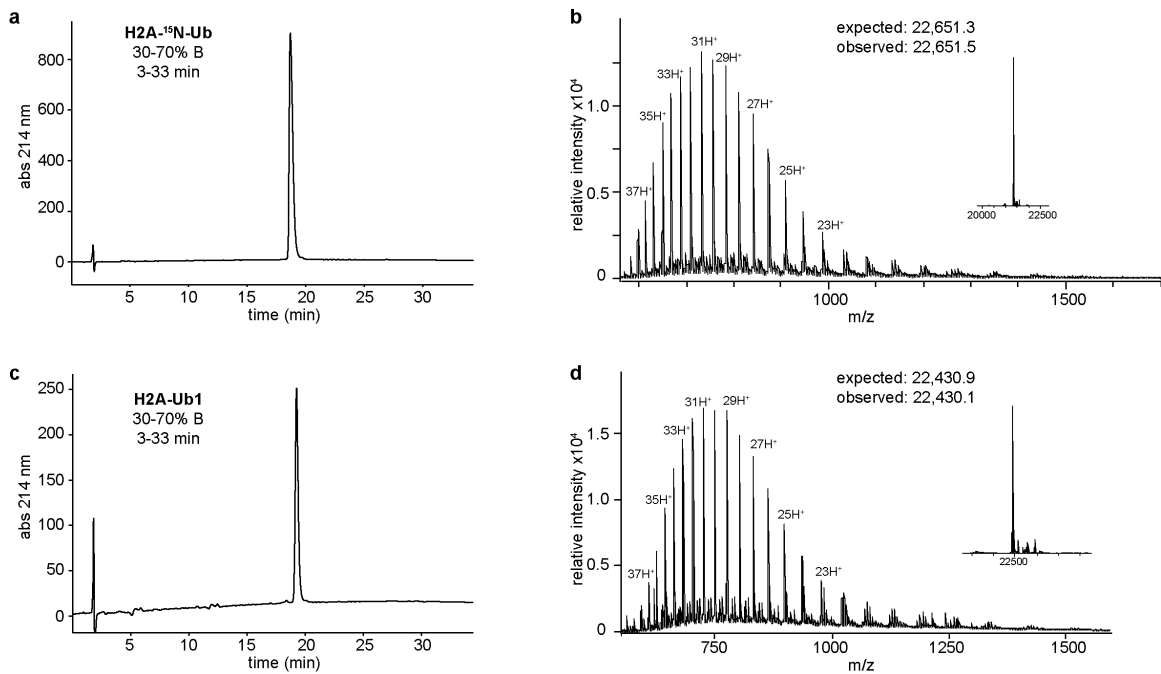 a
H2A-¹⁵N-Ub
30-70% B
3-33 min
abs 214 nm
800
600
400
200
0
5 10 15 20 25 30
time (min)
b
expected: 22,651.3
observed: 22,651.5
relative intensity x10⁴
1.0
0.5
0
37H⁺
35H⁺
33H⁺
31H⁺
29H⁺
27H⁺
25H⁺
23H⁺
20000 22500
1000 1500
m/z
c
H2A-Ub1
30-70% B
3-33 min
abs 214 nm
250
200
150
100
50
0
5 10 15 20 25 30
time (min)
d
expected: 22,430.9
observed: 22,430.1
relative intensity x10⁴
1.5
1.0
0.5
0
37H⁺
35H⁺
33H⁺
31H⁺
29H⁺
27H⁺
25H⁺
23H⁺
22500
750 1000 1250 1500
m/z